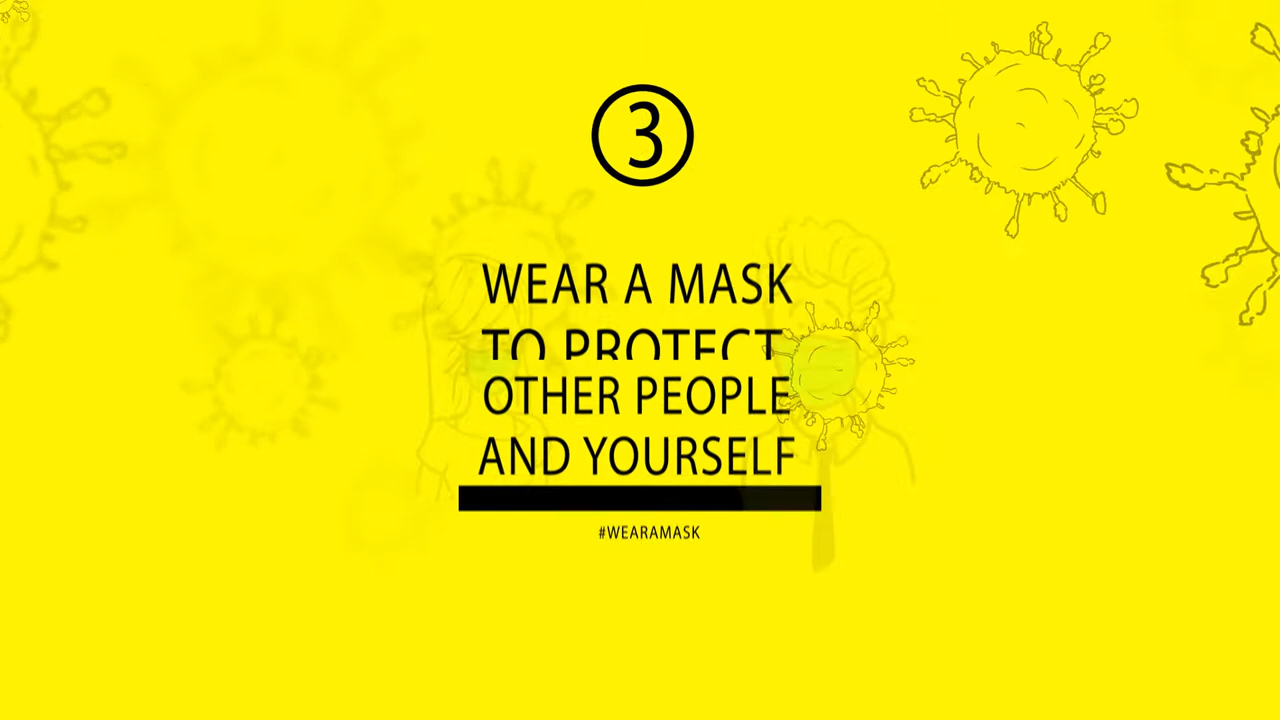 3
WEAR A MASK
TO PROTECT
OTHER PEOPLE
AND YOURSELF
#WEARAMASK